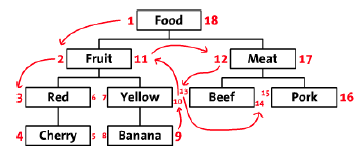 1 Food 18
2 Fruit 11 12 Meat 17
3 Red 6 7 Yellow 10 13 Beef 14 15 Pork 16
4 Cherry 5 8 Banana 9